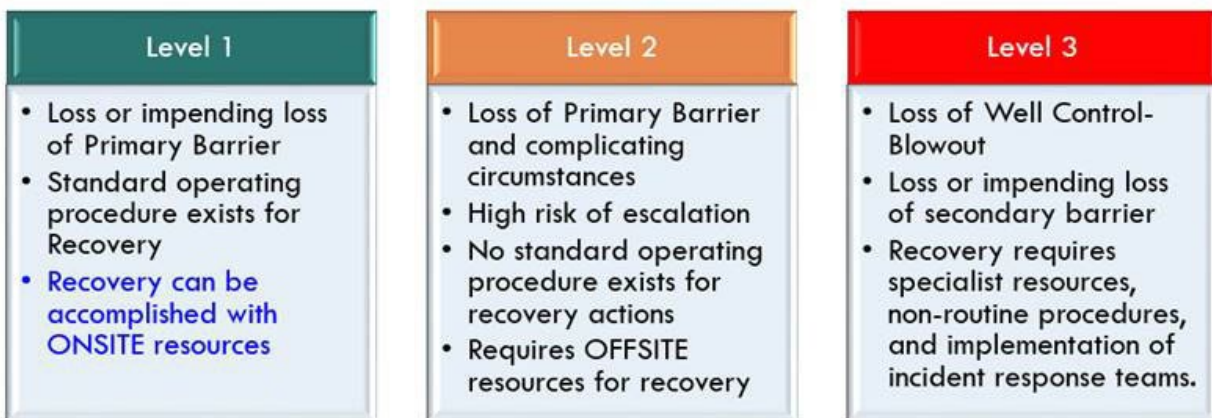 Level 1
• Loss or impending loss
of Primary Barrier
• Standard operating
procedure exists for
Recovery
• Recovery can be
accomplished with
ONSITE resources
Level 2
• Loss of Primary Barrier
and complicating
circumstances
• High risk of escalation
• No standard operating
procedure exists for
recovery actions
• Requires OFFSITE
resources for recovery
Level 3
• Loss of Well Control-
Blowout
• Loss or impending loss
of secondary barrier
• Recovery requires
specialist resources,
non-routine procedures,
and implementation of
incident response teams.